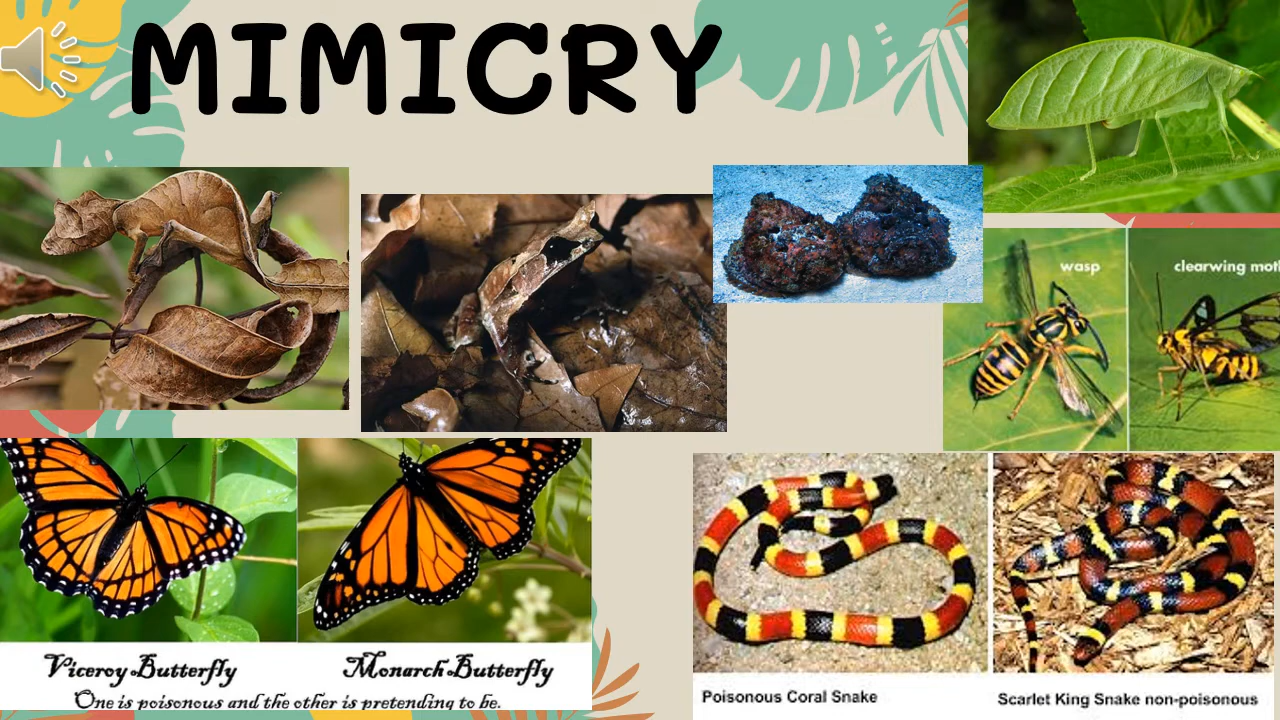 MIMICRY
wasp
clearwing moth
Viceroy Butterfly
Monarch Butterfly
One is poisonous and the other is pretending to be.
Poisonous Coral Snake
Scarlet King Snake non-poisonous